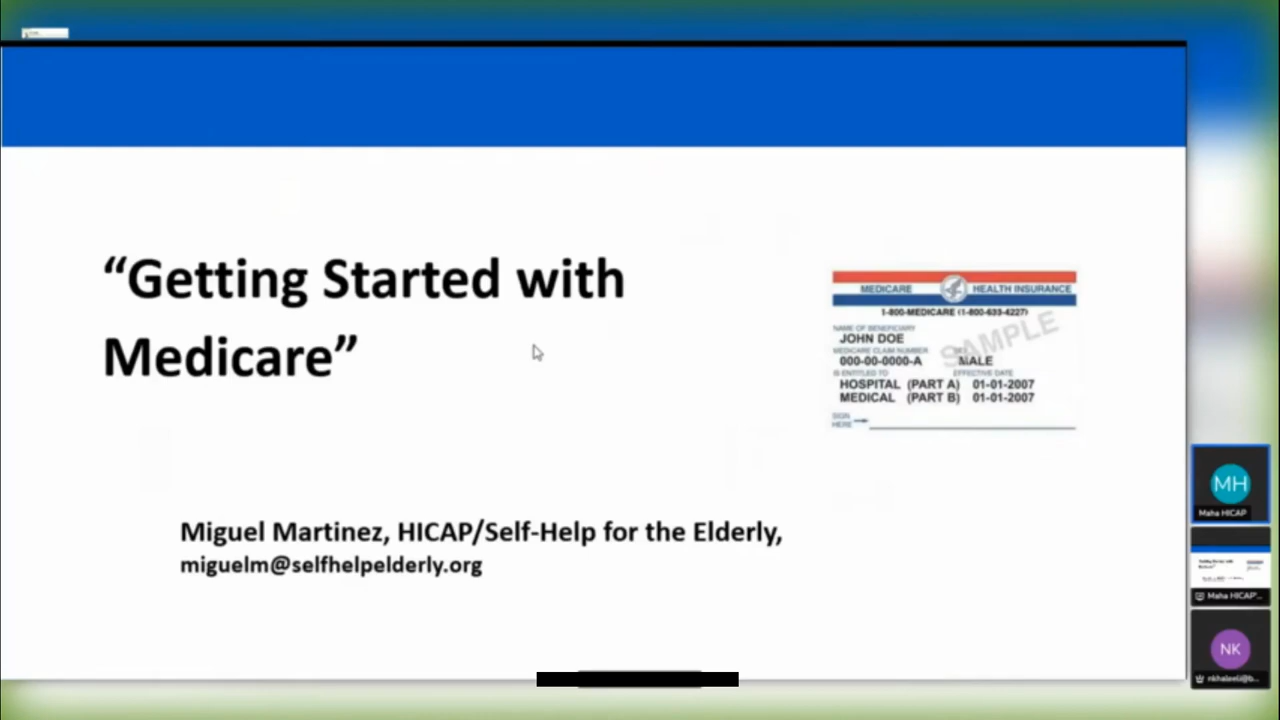 “Getting Started with
Medicare”
MEDICARE HEALTH INSURANCE
1-800-MEDICARE (1-800-633-4227)
NAME OF BENEFICIARY
JOHN DOE
MEDICARE CLAIM NUMBER
000-00-0000-A MALE
IS ENTITLED TO EFFECTIVE DATE
HOSPITAL (PART A) 01-01-2007
MEDICAL (PART B) 01-01-2007
SIGN
HERE
SAMPLE
Miguel Martinez, HICAP/Self-Help for the Elderly,
miguelm@selfhelpelderly.org
MH
Maha HICAP
Maha HICAP'...
NK
nkhaleeli@b...